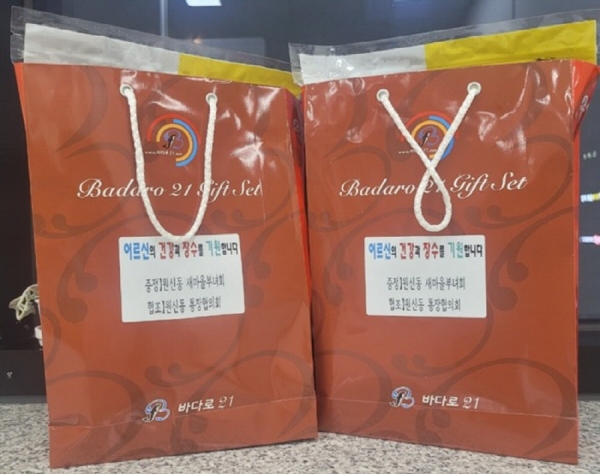 Badaro 21 Gift Set
어르신의 건강과 장수를 기원합니다
증정】원신동 새마을부녀회
협조】원신동 통장협의회
바다로 21
Badaro 21 Gift Set
어르신의 건강과 장수를 기원합니다
증정】원신동 새마을부녀회
협조】원신동 통장협의회
바다로 21